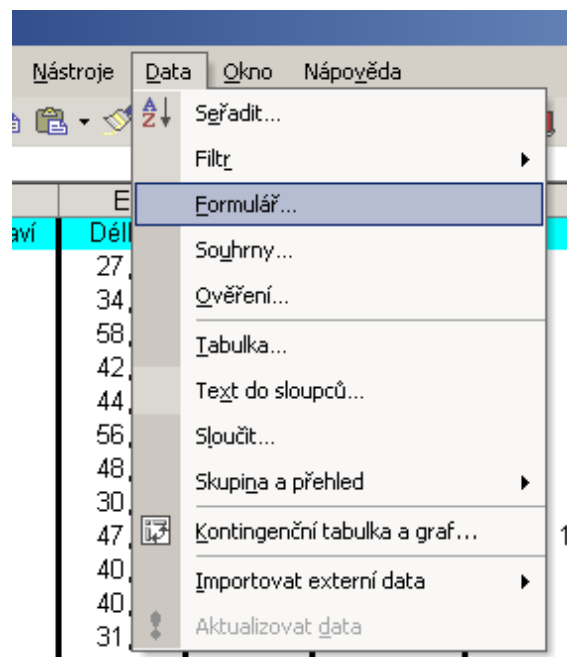 Nástroje Data Okno Nápověda
Seřadit...
Filtr
E
Formulář...
aví Dél
Souhrny...
27,
Ověření...
34,
58,
Tabulka...
42,
Text do sloupců...
44,
56, Sloučit...
48,
Skupina a přehled
30,
47, Kontingenční tabulka a graf... 1
40,
Importovat externí data
40,
Aktualizovat data
31,